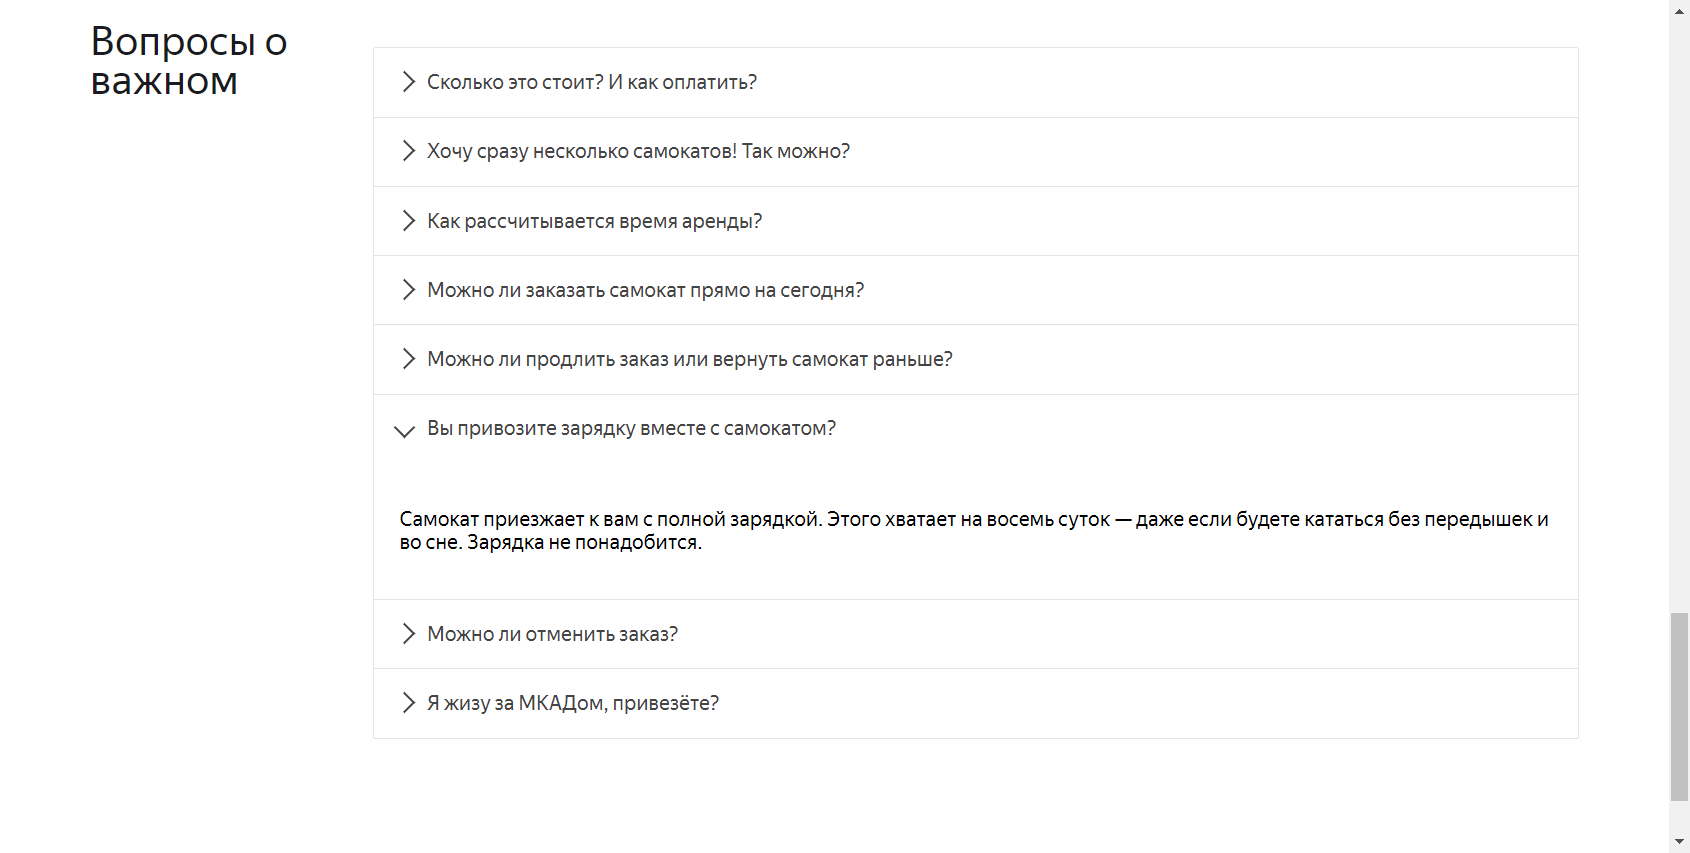 Вопросы о
важном
Сколько это стоит? И как оплатить?
Хочу сразу несколько самокатов! Так можно?
Как рассчитывается время аренды?
Можно ли заказать самокат прямо на сегодня?
Можно ли продлить заказ или вернуть самокат раньше?
Вы привозите зарядку вместе с самокатом?
Самокат приезжает к вам с полной зарядкой. Этого хватает на восемь суток — даже если будете кататься без передышек и
во сне. Зарядка не понадобится.
Можно ли отменить заказ?
Я жизу за МКАДом, привезёте?